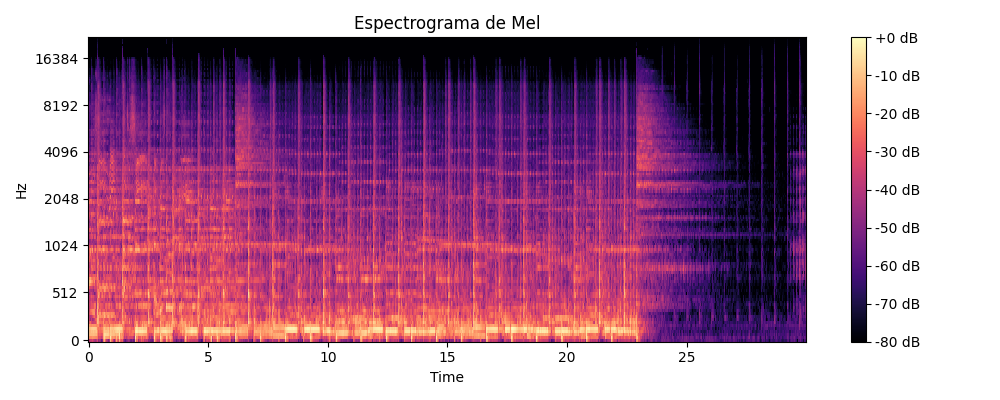 Espectrograma de Mel
Hz
16384
8192
4096
2048
1024
512
0
0 5 10 15 20 25
Time
+0 dB
-10 dB
-20 dB
-30 dB
-40 dB
-50 dB
-60 dB
-70 dB
-80 dB